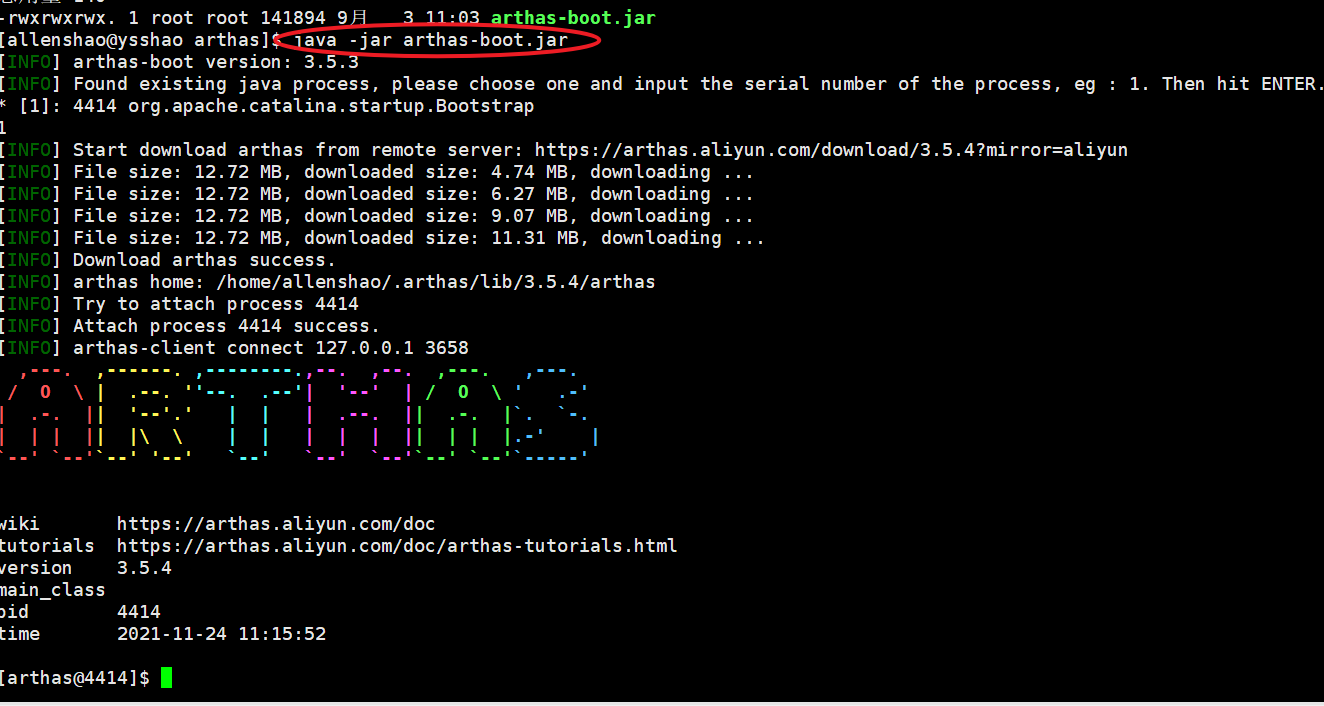 -rwxrwxrwx. 1 root root 141894 9月   3 11:03 arthas-boot.jar
[allenshao@ysshao arthas]$ java -jar arthas-boot.jar
[INFO] arthas-boot version: 3.5.3
[INFO] Found existing java process, please choose one and input the serial number of the process, eg : 1. Then hit ENTER.
* [1]: 4414 org.apache.catalina.startup.Bootstrap
1
[INFO] Start download arthas from remote server: https://arthas.aliyun.com/download/3.5.4?mirror=aliyun
[INFO] File size: 12.72 MB, downloaded size: 4.74 MB, downloading ...
[INFO] File size: 12.72 MB, downloaded size: 6.27 MB, downloading ...
[INFO] File size: 12.72 MB, downloaded size: 9.07 MB, downloading ...
[INFO] File size: 12.72 MB, downloaded size: 11.31 MB, downloading ...
[INFO] Download arthas success.
[INFO] arthas home: /home/allenshao/.arthas/lib/3.5.4/arthas
[INFO] Try to attach process 4414
[INFO] Attach process 4414 success.
[INFO] arthas-client connect 127.0.0.1 3658
ARTHAS
wiki       https://arthas.aliyun.com/doc
tutorials  https://arthas.aliyun.com/doc/arthas-tutorials.html
version    3.5.4
main_class
pid        4414
time       2021-11-24 11:15:52
[arthas@4414]$